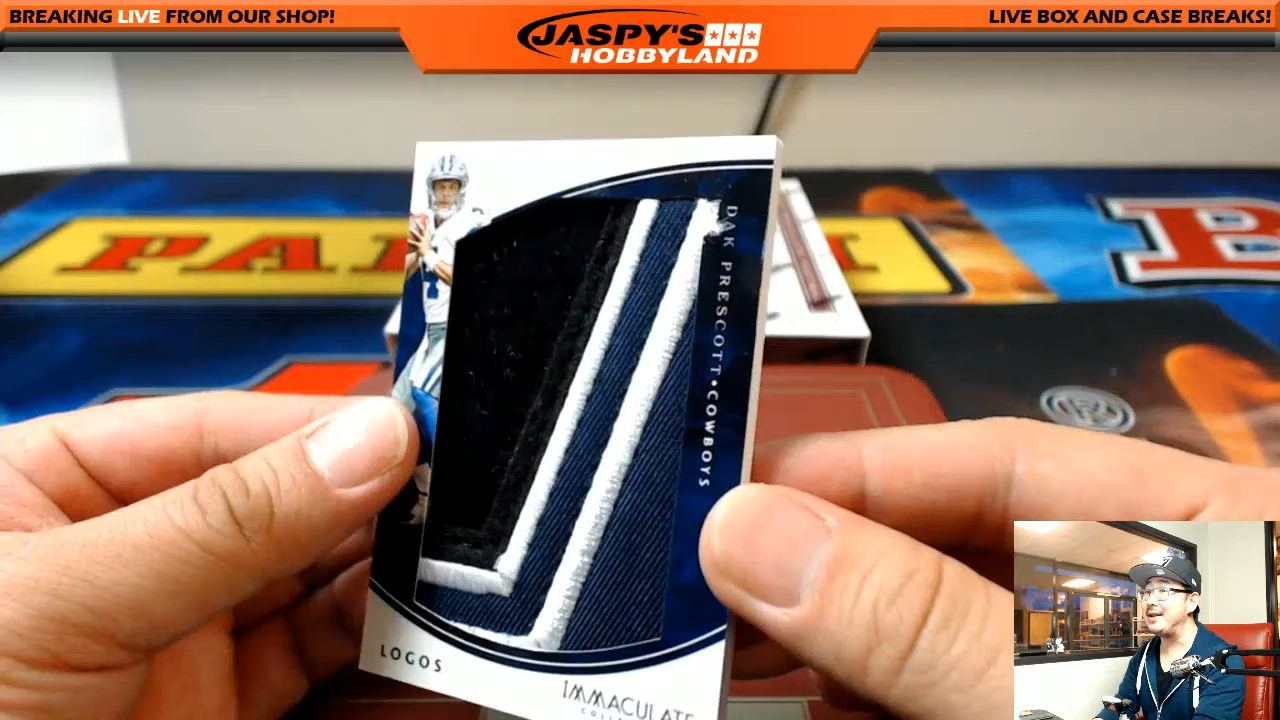 BREAKING LIVE FROM OUR SHOP!
JASPY'S
HOBBYLAND
LIVE BOX AND CASE BREAKS!
DAK PRESCOTT • COWBOYS
LOGOS
IMMACULATE